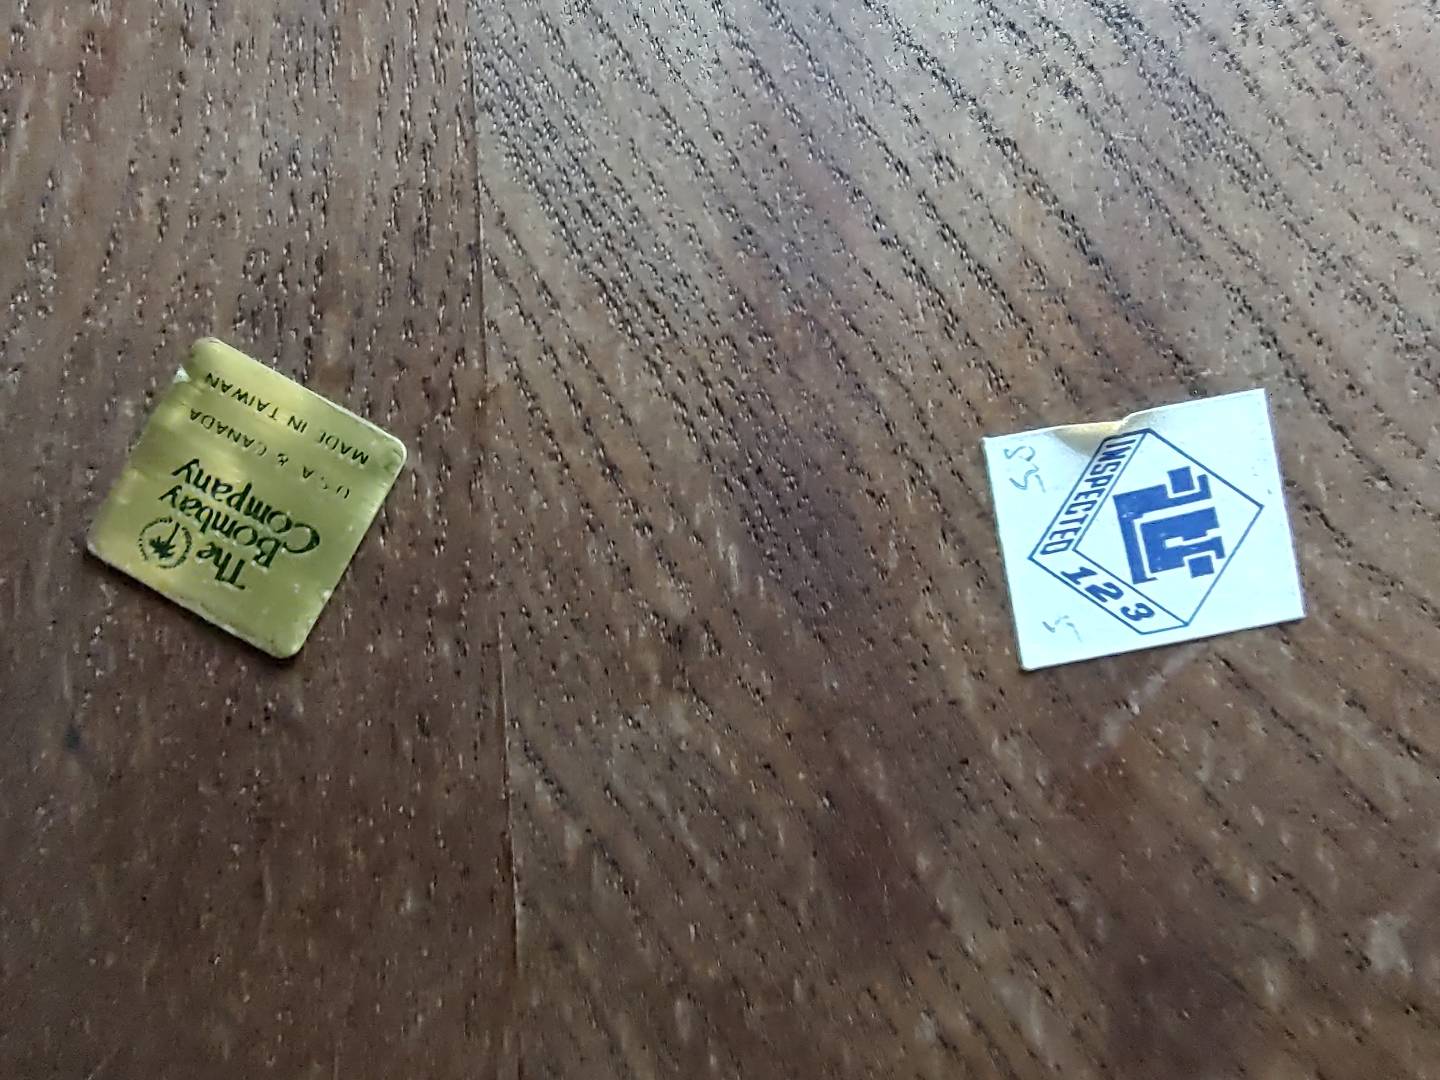 The
Bombay
Company
U.S.A & CANADA
MADE IN TAIWAN
INSPECTED
123